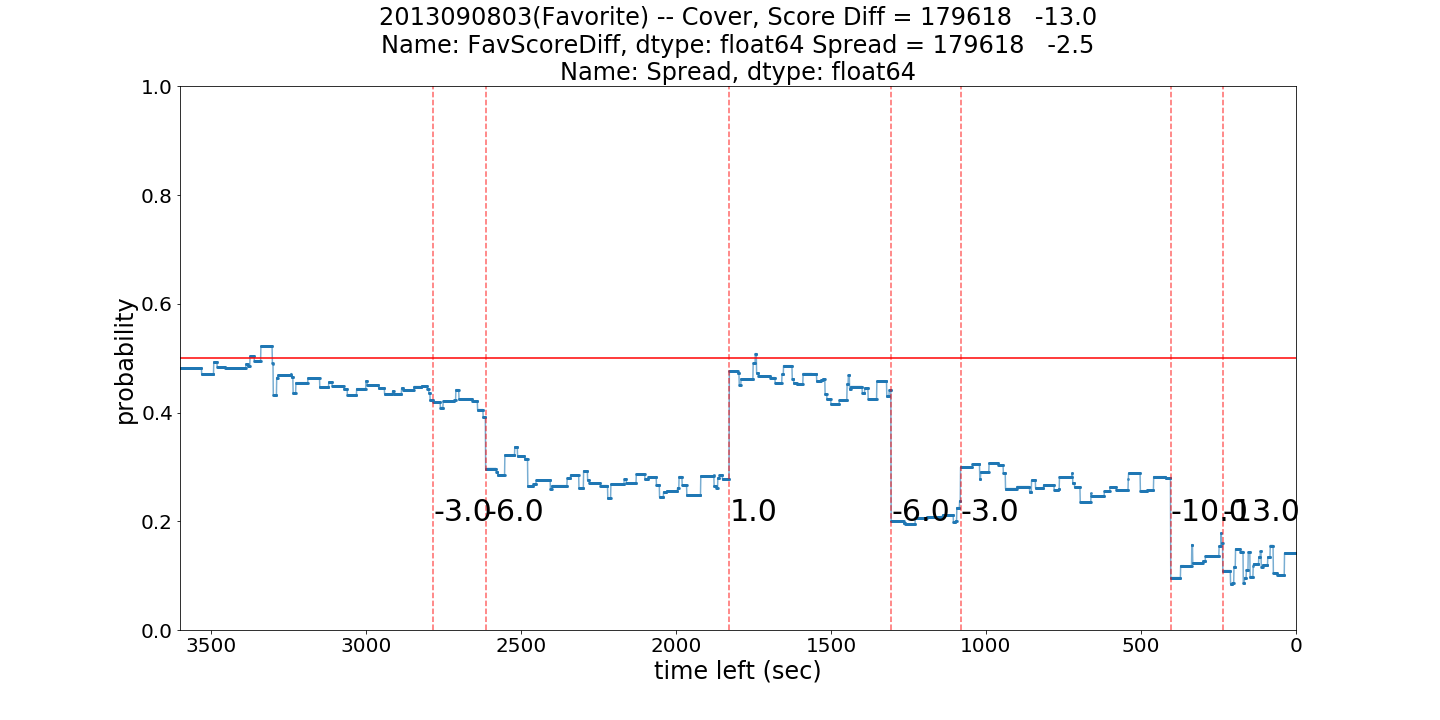 2013090803(Favorite) -- Cover, Score Diff = 179618   -13.0
Name: FavScoreDiff, dtype: float64 Spread = 179618   -2.5
Name: Spread, dtype: float64
1.0
0.8
0.6
0.4
0.2
0.0
probability
-3.0 -6.0 1.0 -6.0 -3.0 -10.0 -13.0
3500 3000 2500 2000 1500 1000 500 0
time left (sec)